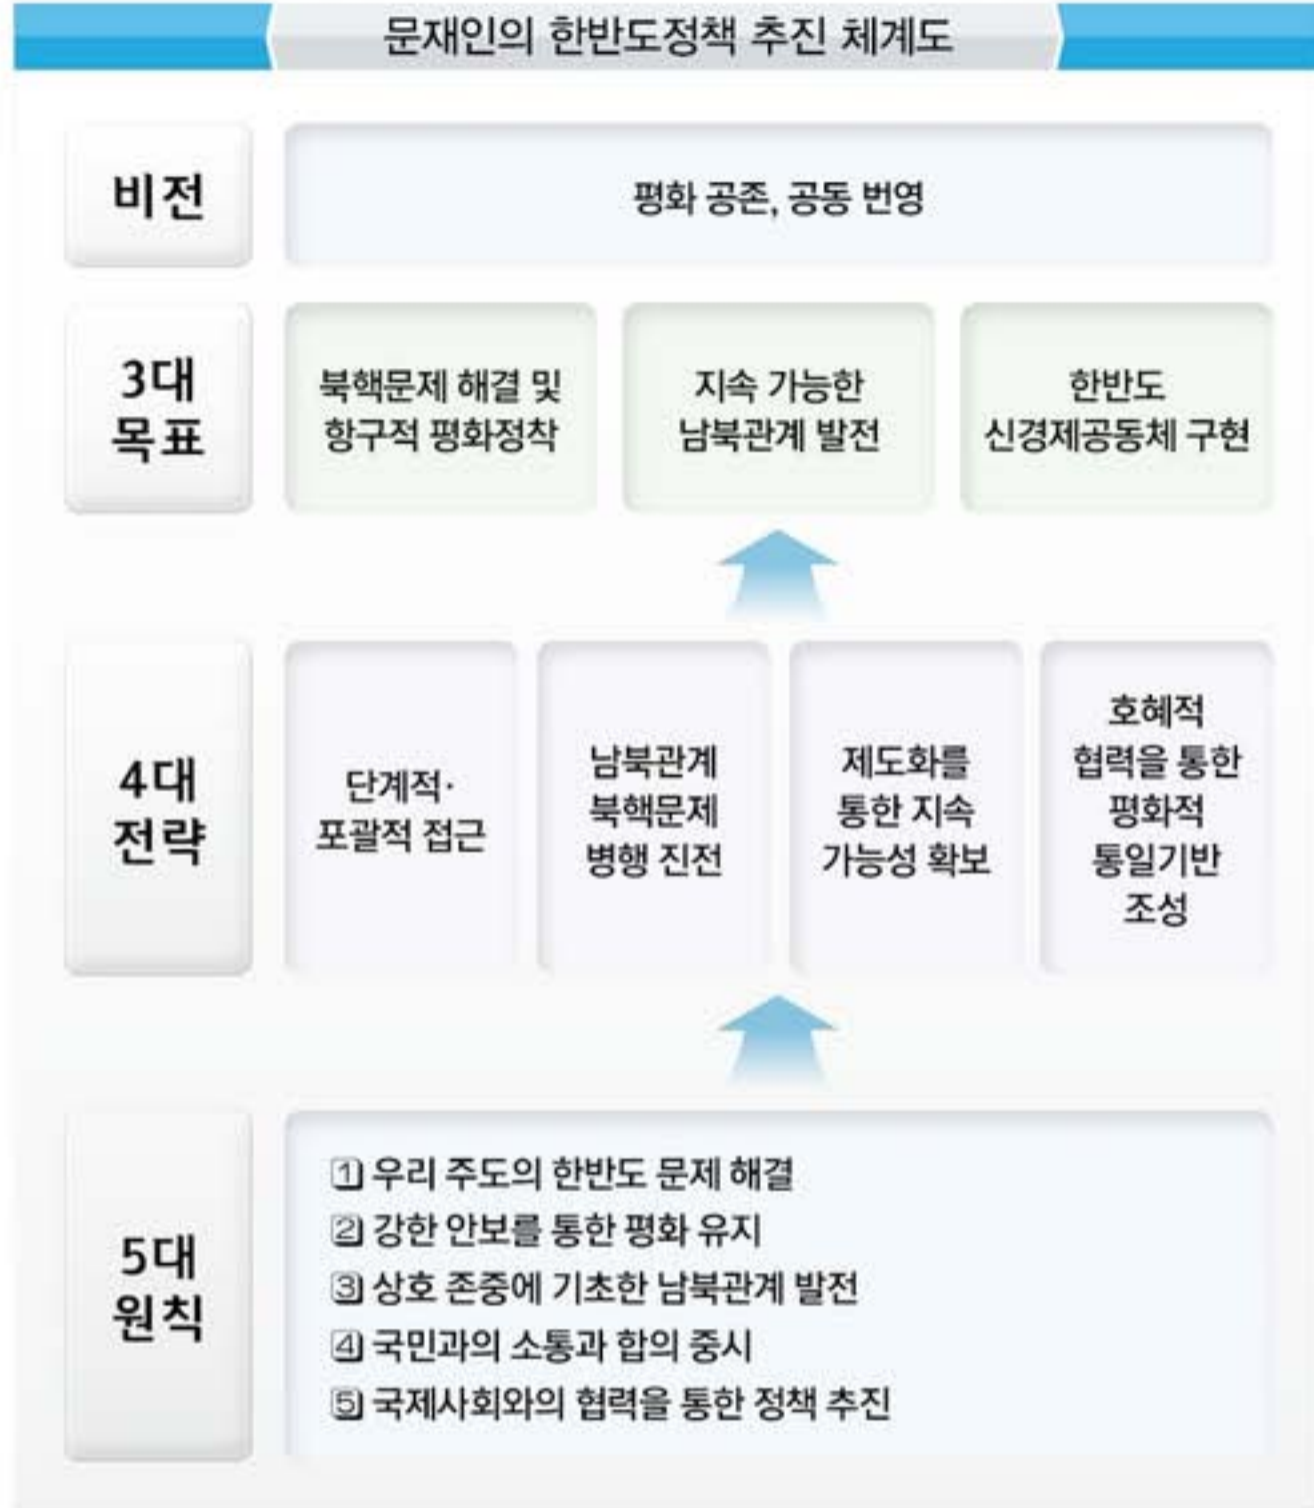 문재인의 한반도정책 추진 체계도
비전
평화 공존, 공동 번영
3대
목표
북핵문제 해결 및
항구적 평화정착
지속 가능한
남북관계 발전
한반도
신경제공동체 구현
4대
전략
단계적·
포괄적 접근
남북관계
북핵문제
병행 진전
제도화를
통한 지속
가능성 확보
호혜적
협력을 통한
평화적
통일기반
조성
5대
원칙
1 우리 주도의 한반도 문제 해결
2 강한 안보를 통한 평화 유지
3 상호 존중에 기초한 남북관계 발전
4 국민과의 소통과 합의 중시
5 국제사회와의 협력을 통한 정책 추진